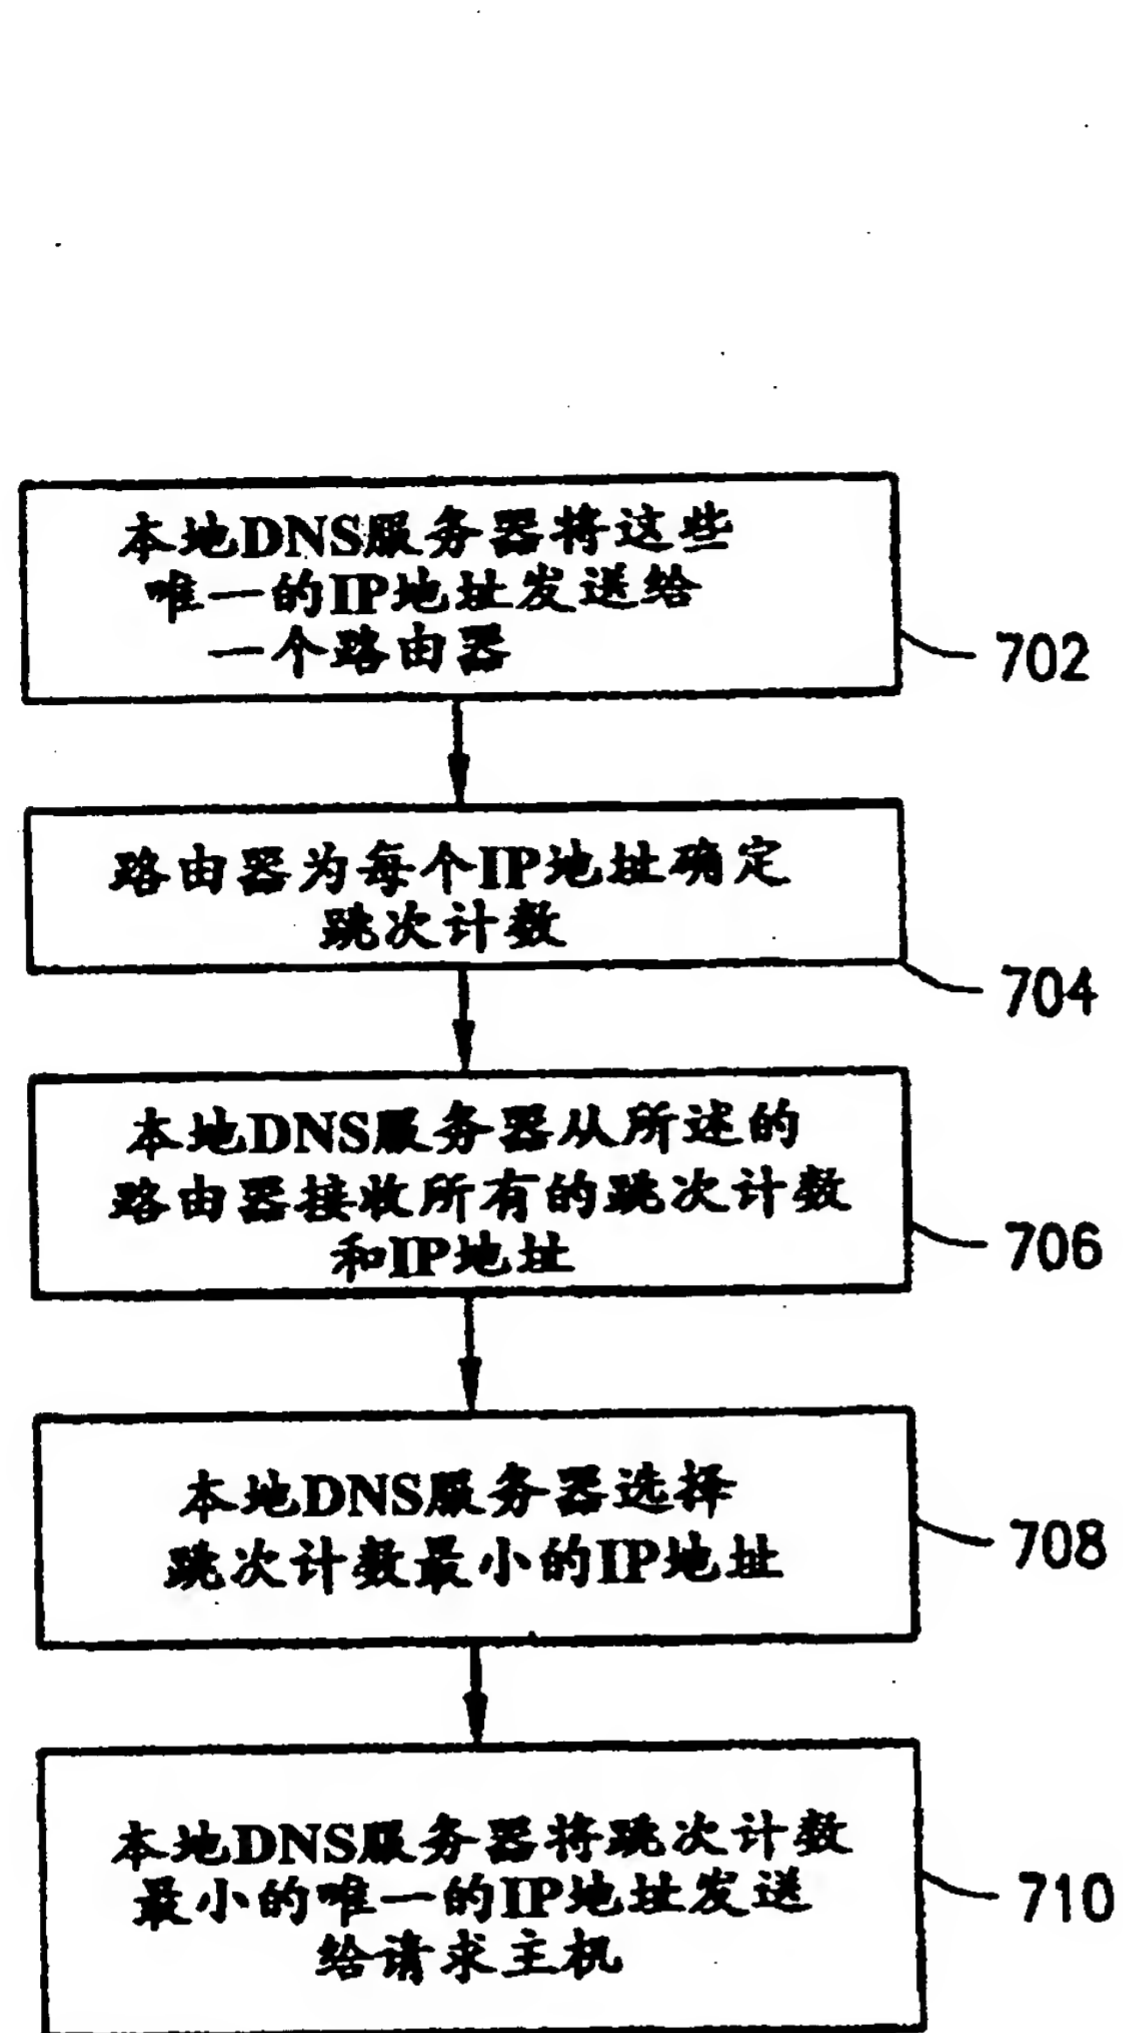 本地DNS服务器将这些
唯一的IP地址发送给
一个路由器
702
路由器为每个IP地址确定
跳次计数
704
本地DNS服务器从所述的
路由器接收所有的跳次计数
和IP地址
706
本地DNS服务器选择
跳次计数最小的IP地址
708
本地DNS服务器将跳次计数
最小的唯一的IP地址发送
给请求主机
710